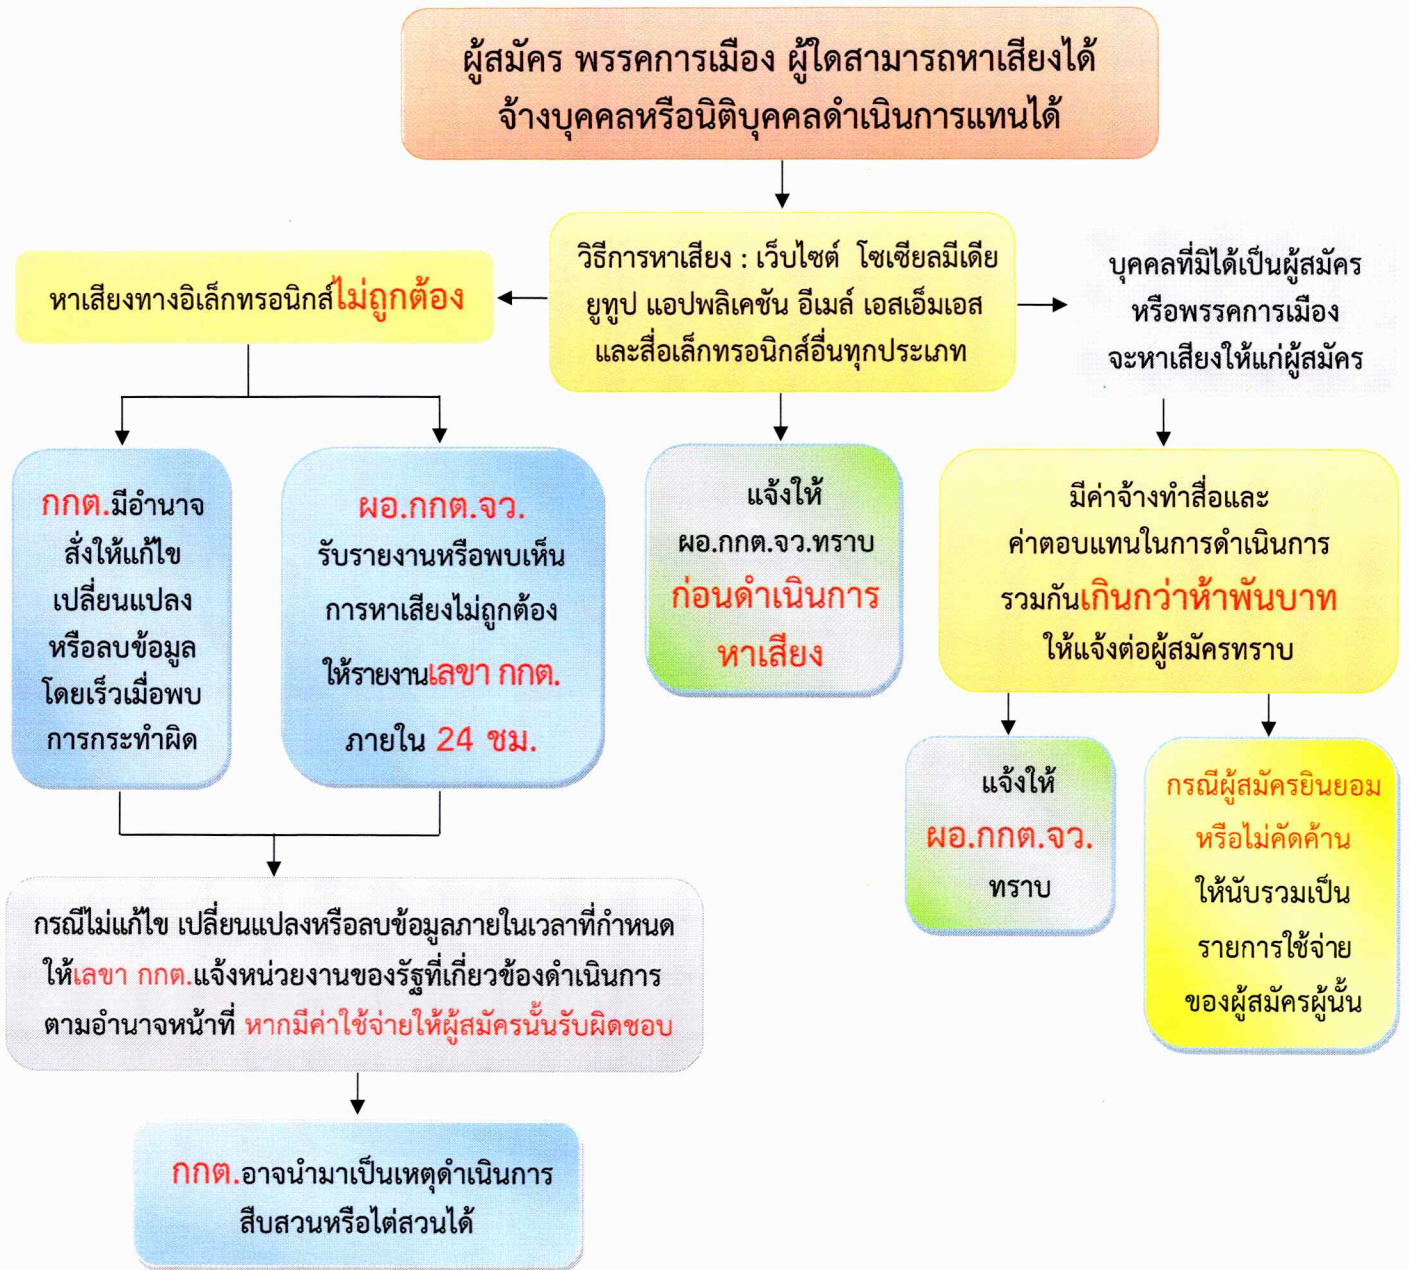 ผู้สมัคร พรรคการเมือง ผู้ใดสามารถหาเสียงได้
จ้างบุคคลหรือนิติบุคคลดำเนินการแทนได้
วิธีการหาเสียง : เว็บไซต์ โซเซียลมีเดีย
ยูทูป แอปพลิเคชัน อีเมล์ เอสเอ็มเอส
และสื่อเล็กทรอนิกส์อื่นทุกประเภท
หาเสียงทางอิเล็กทรอนิกส์ไม่ถูกต้อง
บุคคลที่มิได้เป็นผู้สมัคร
หรือพรรคการเมือง
จะหาเสียงให้แก่ผู้สมัคร
กกต.มีอำนาจ
สั่งให้แก้ไข
เปลี่ยนแปลง
หรือลบข้อมูล
โดยเร็วเมื่อพบ
การกระทำผิด
ผอ.กกต.จว.
รับรายงานหรือพบเห็น
การหาเสียงไม่ถูกต้อง
ให้รายงานเลขา กกต.
ภายใน 24 ชม.
แจ้งให้
ผอ.กกต.จว.ทราบ
ก่อนดำเนินการ
หาเสียง
มีค่าจ้างทำสื่อและ
ค่าตอบแทนในการดำเนินการ
รวมกันเกินกว่าห้าพันบาท
ให้แจ้งต่อผู้สมัครทราบ
แจ้งให้
ผอ.กกต.จว.
ทราบ
กรณีผู้สมัครยินยอม
หรือไม่คัดค้าน
ให้นับรวมเป็น
รายการใช้จ่าย
ของผู้สมัครผู้นั้น
กรณีไม่แก้ไข เปลี่ยนแปลงหรือลบข้อมูลภายในเวลาที่กำหนด
ให้เลขา กกต.แจ้งหน่วยงานของรัฐที่เกี่ยวข้องดำเนินการ
ตามอำนาจหน้าที่ หากมีค่าใช้จ่ายให้ผู้สมัครนั้นรับผิดชอบ
กกต.อาจนำมาเป็นเหตุดำเนินการ
สืบสวนหรือไต่สวนได้